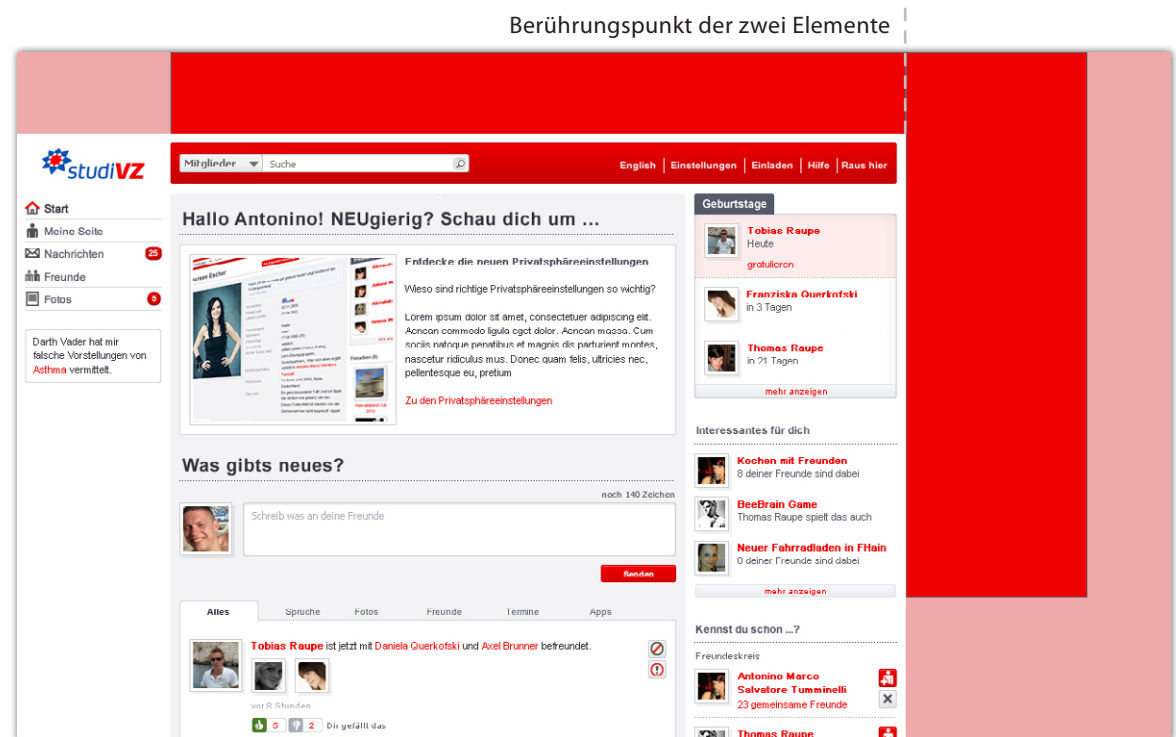 Berührungspunkt der zwei Elemente
studiVZ
Mitglieder
Suche
English
Einstellungen
Einladen
Hilfe
Raus hier
Start
Meine Seite
Nachrichten
25
Freunde
Fotos
5
Darth Vader hat mir
falsche Vorstellungen von
Asthma vermittelt.
Hallo Antonino! NEUgierig? Schau dich um ...
Entdecke die neuen Privatsphäreeinstellungen
Wieso sind richtige Privatsphäreeinstellungen so wichtig?
Lorem ipsum dolor sit amet, consectetuer adipiscing elit.
Aenean commodo ligula eget dolor. Aenean massa. Cum
sociis natoque penatibus et magnis dis parturient montes,
nascetur ridiculus mus. Donec quam felis, ultricies nec,
pellentesque eu, pretium
Zu den Privatsphäreeinstellungen
Was gibts neues?
noch 140 Zeichen
Schreib was an deine Freunde
Senden
Alles
Sprüche
Fotos
Freunde
Termine
Apps
Tobias Raupe ist jetzt mit Daniela Querkofski und Axel Brunner befreundet.
vor 8 Stunden
5
2
Dir gefällt das
Geburtstage
Tobias Raupe
Heute
gratulieren
Franziska Querkofski
in 3 Tagen
Thomas Raupe
in 21 Tagen
mehr anzeigen
Interessantes für dich
Kochen mit Freunden
8 deiner Freunde sind dabei
BeeBrain Game
Thomas Raupe spielt das auch
Neuer Fahrradladen in FHain
0 deiner Freunde sind dabei
mehr anzeigen
Kennst du schon ...?
Freundeskreis
Antonino Marco
Salvatore Tumminelli
23 gemeinsame Freunde
Thomas Raupe